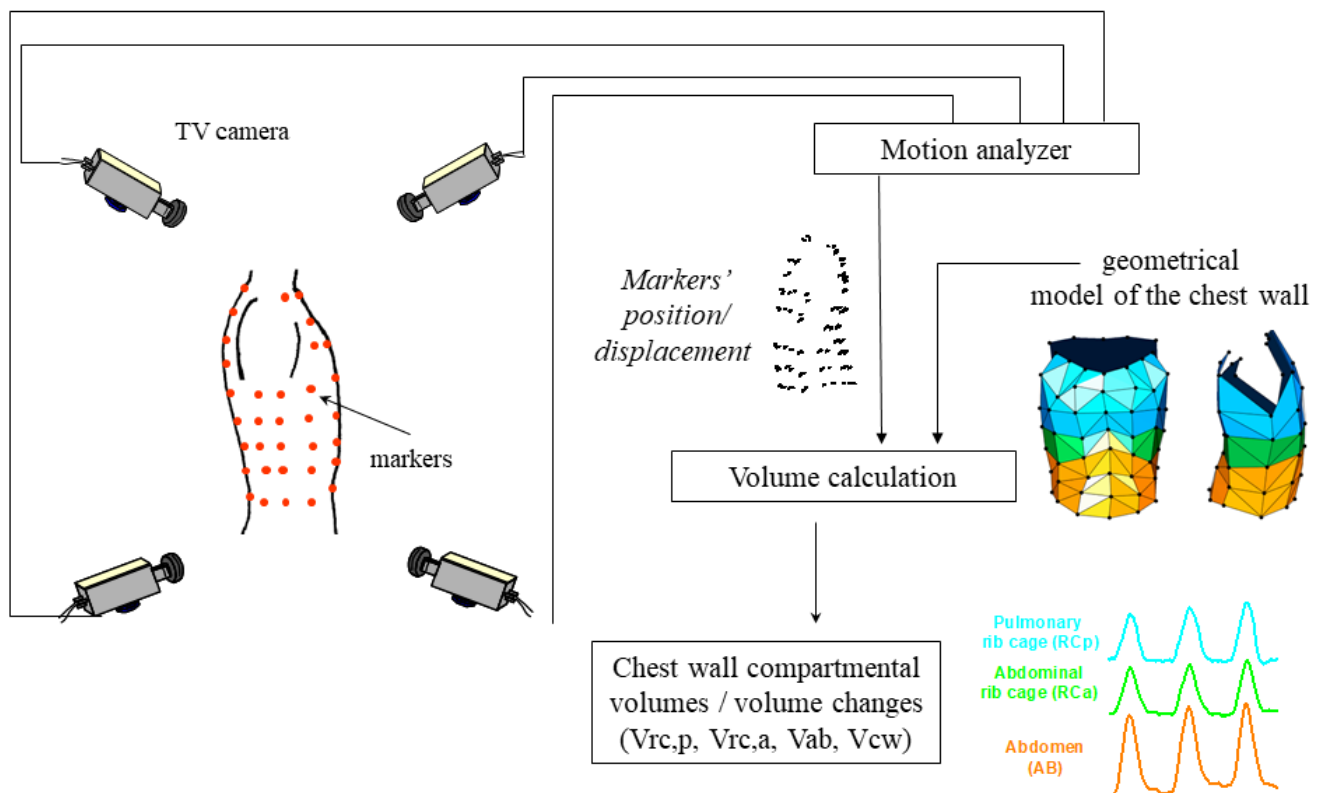 TV camera
Motion analyzer
Markers’
position/
displacement
geometrical
model of the chest wall
markers
Volume calculation
Chest wall compartmental
volumes / volume changes
(Vrc,p, Vrc,a, Vab, Vcw)
Pulmonary
rib cage (RCp)
Abdominal
rib cage (RCa)
Abdomen
(AB)